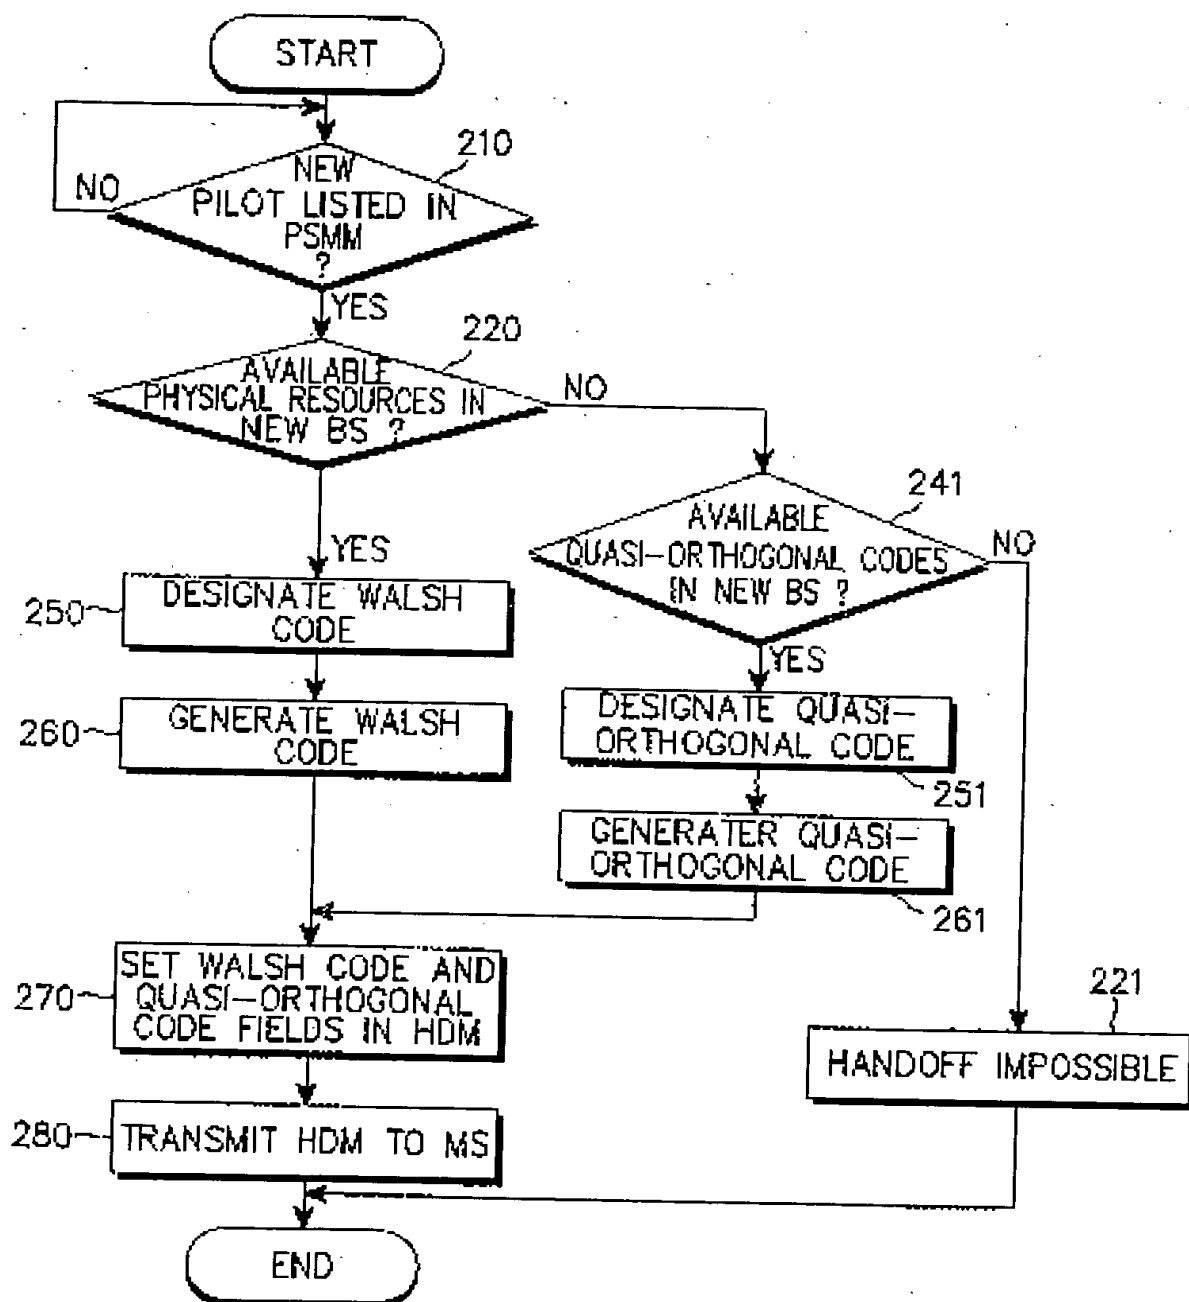 START
210
NEW
PILOT LISTED IN
PSMM
?
NO
YES
220
AVAILABLE
PHYSICAL RESOURCES IN
NEW BS ?
NO
YES
241
AVAILABLE
QUASI-ORTHOGONAL CODES
IN NEW BS ?
NO
YES
250
DESIGNATE WALSH
CODE
260
GENERATE WALSH
CODE
DESIGNATE QUASI-
ORTHOGONAL CODE
251
GENERATER QUASI-
ORTHOGONAL CODE
261
270
SET WALSH CODE AND
QUASI-ORTHOGONAL
CODE FIELDS IN HDM
221
HANDOFF IMPOSSIBLE
280
TRANSMIT HDM TO MS
END